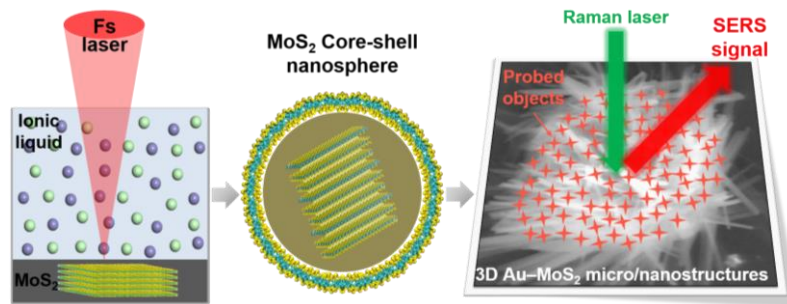 Fs
laser
Ionic
liquid
MoS₂
MoS₂ Core-shell
nanosphere
Raman laser
SERS
signal
Probed
objects
3D Au–MoS₂ micro/nanostructures